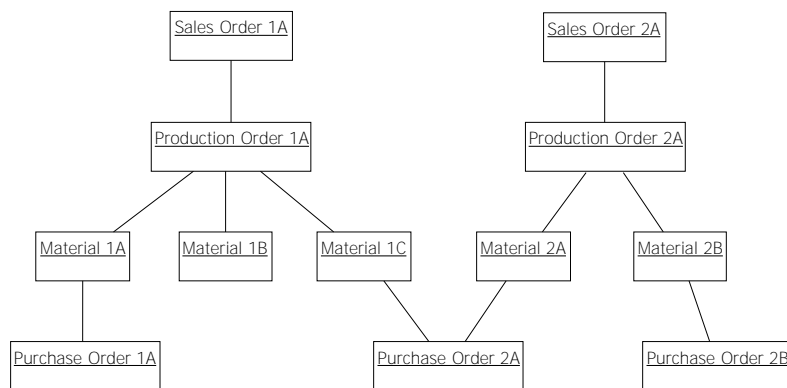 Sales Order 1A
Sales Order 2A
Production Order 1A
Production Order 2A
Material 1A
Material 1B
Material 1C
Material 2A
Material 2B
Purchase Order 1A
Purchase Order 2A
Purchase Order 2B